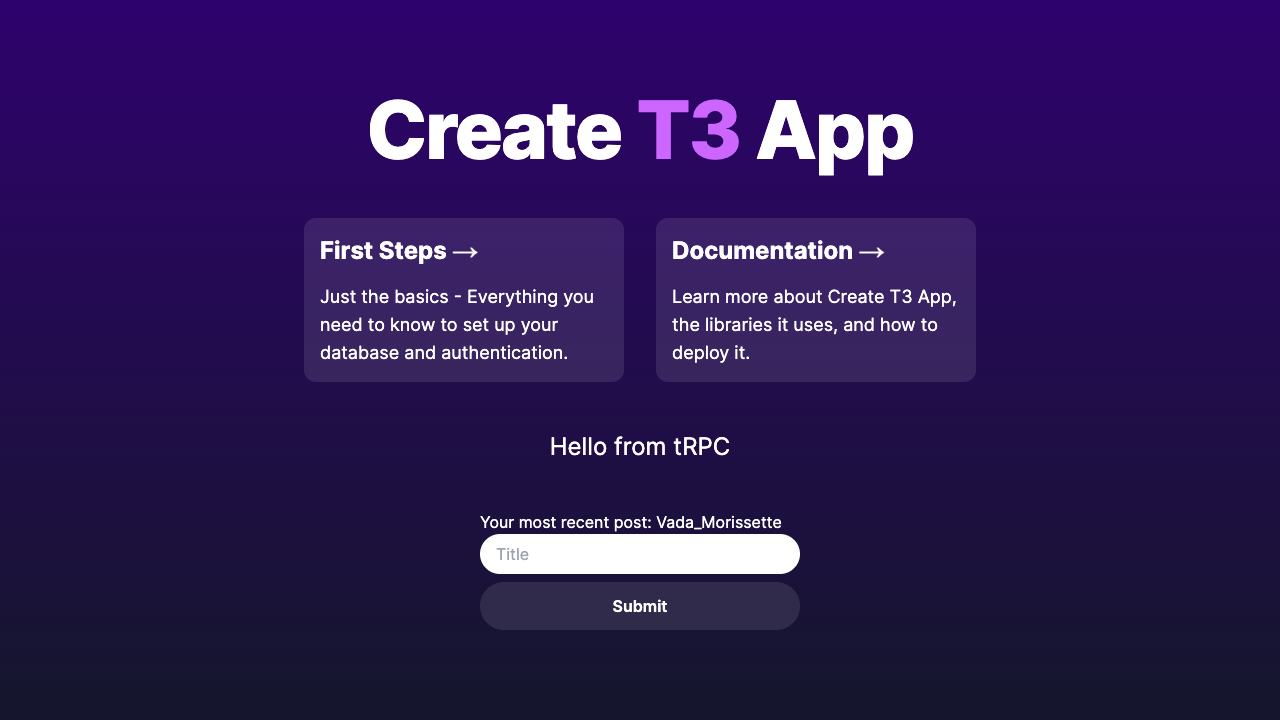 Create T3 App
First Steps →
Just the basics - Everything you
need to know to set up your
database and authentication.
Documentation →
Learn more about Create T3 App,
the libraries it uses, and how to
deploy it.
Hello from tRPC
Your most recent post: Vada_Morissette
Title
Submit